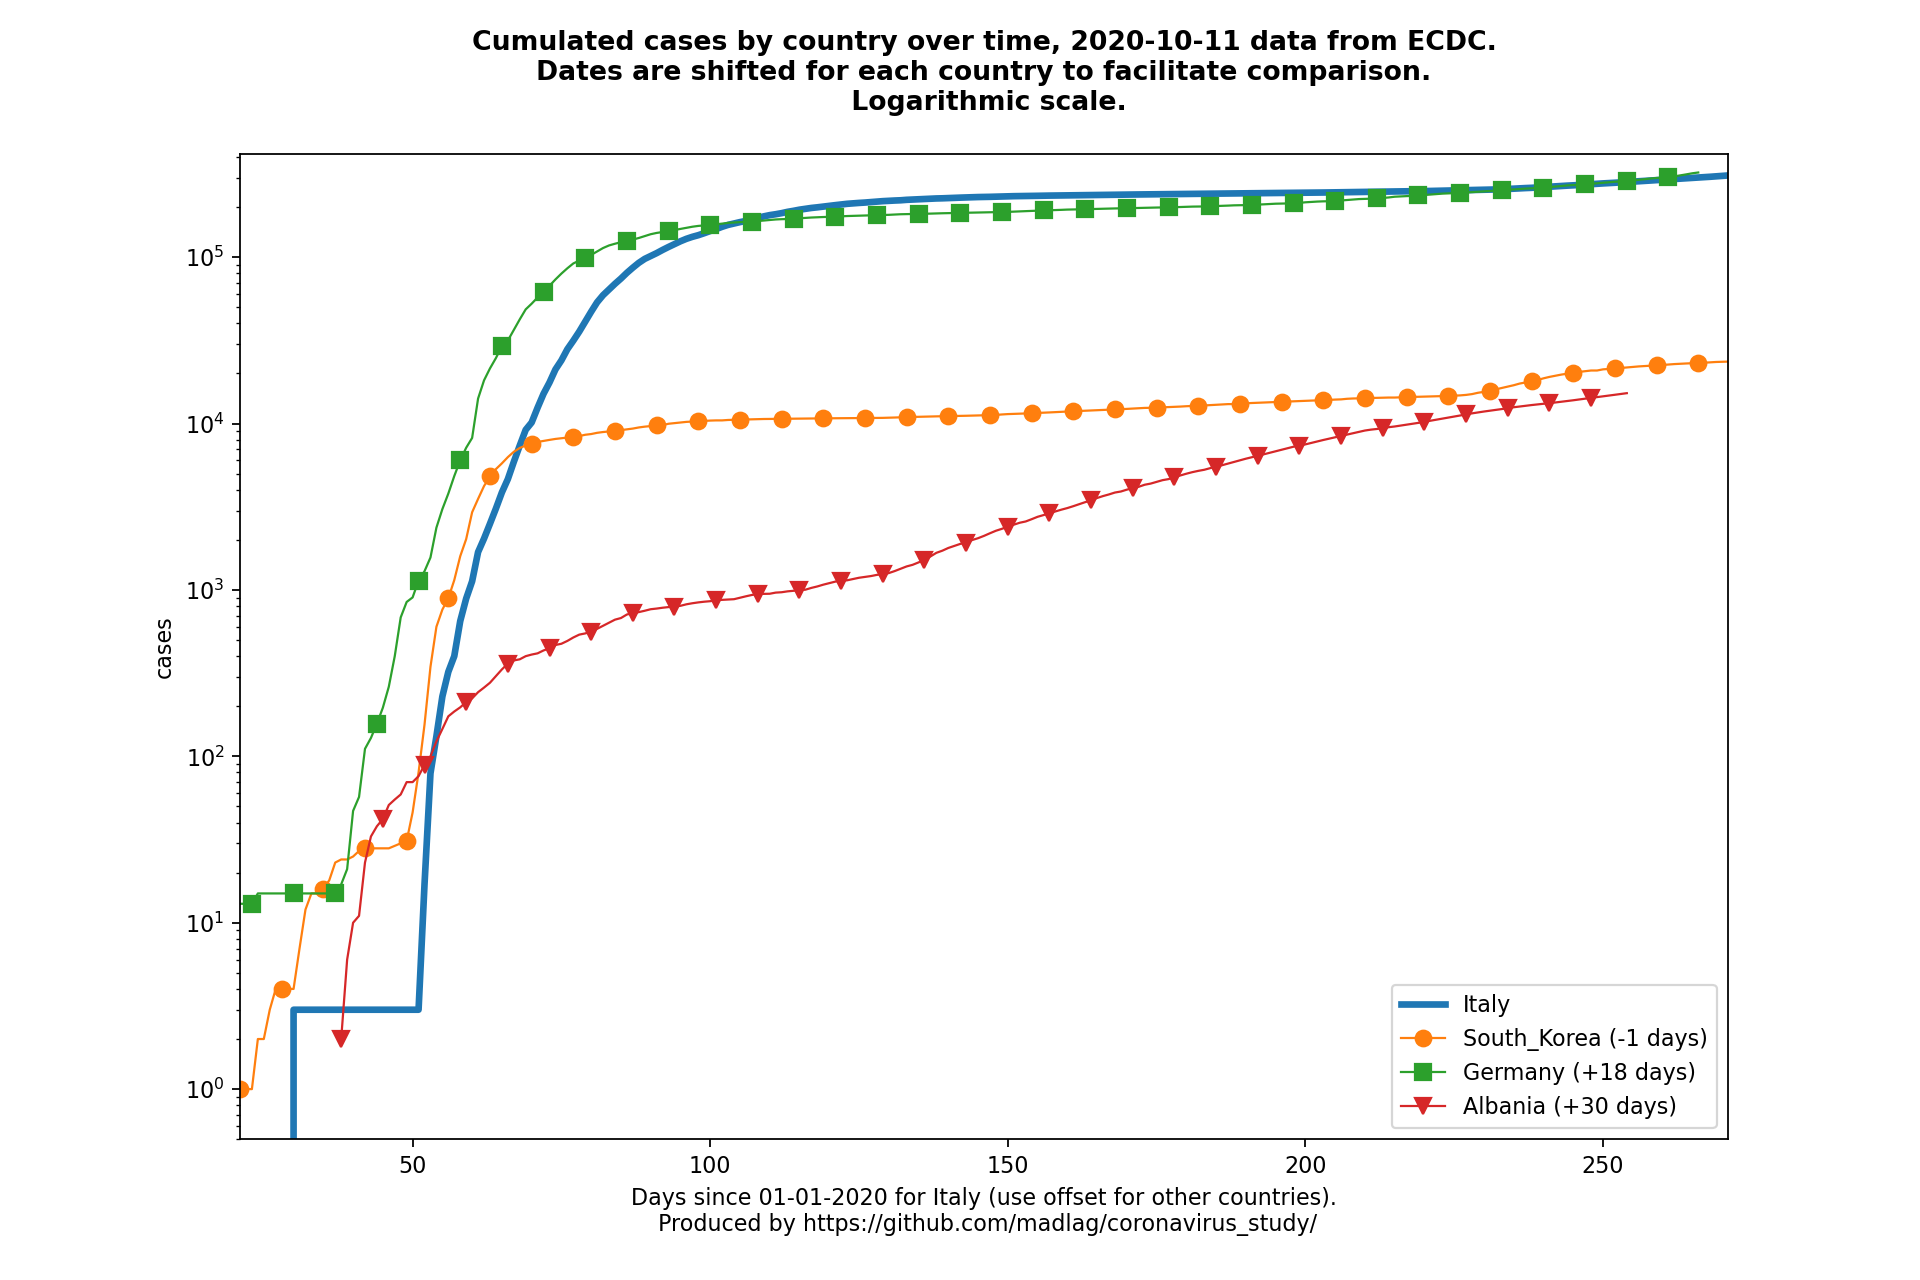 Cumulated cases by country over time, 2020-10-11 data from ECDC.
Dates are shifted for each country to facilitate comparison.
Logarithmic scale.
cases
10^5
10^4
10^3
10^2
10^1
10^0
50
100
150
200
250
Italy
South_Korea (-1 days)
Germany (+18 days)
Albania (+30 days)
Days since 01-01-2020 for Italy (use offset for other countries).
Produced by https://github.com/madlag/coronavirus_study/